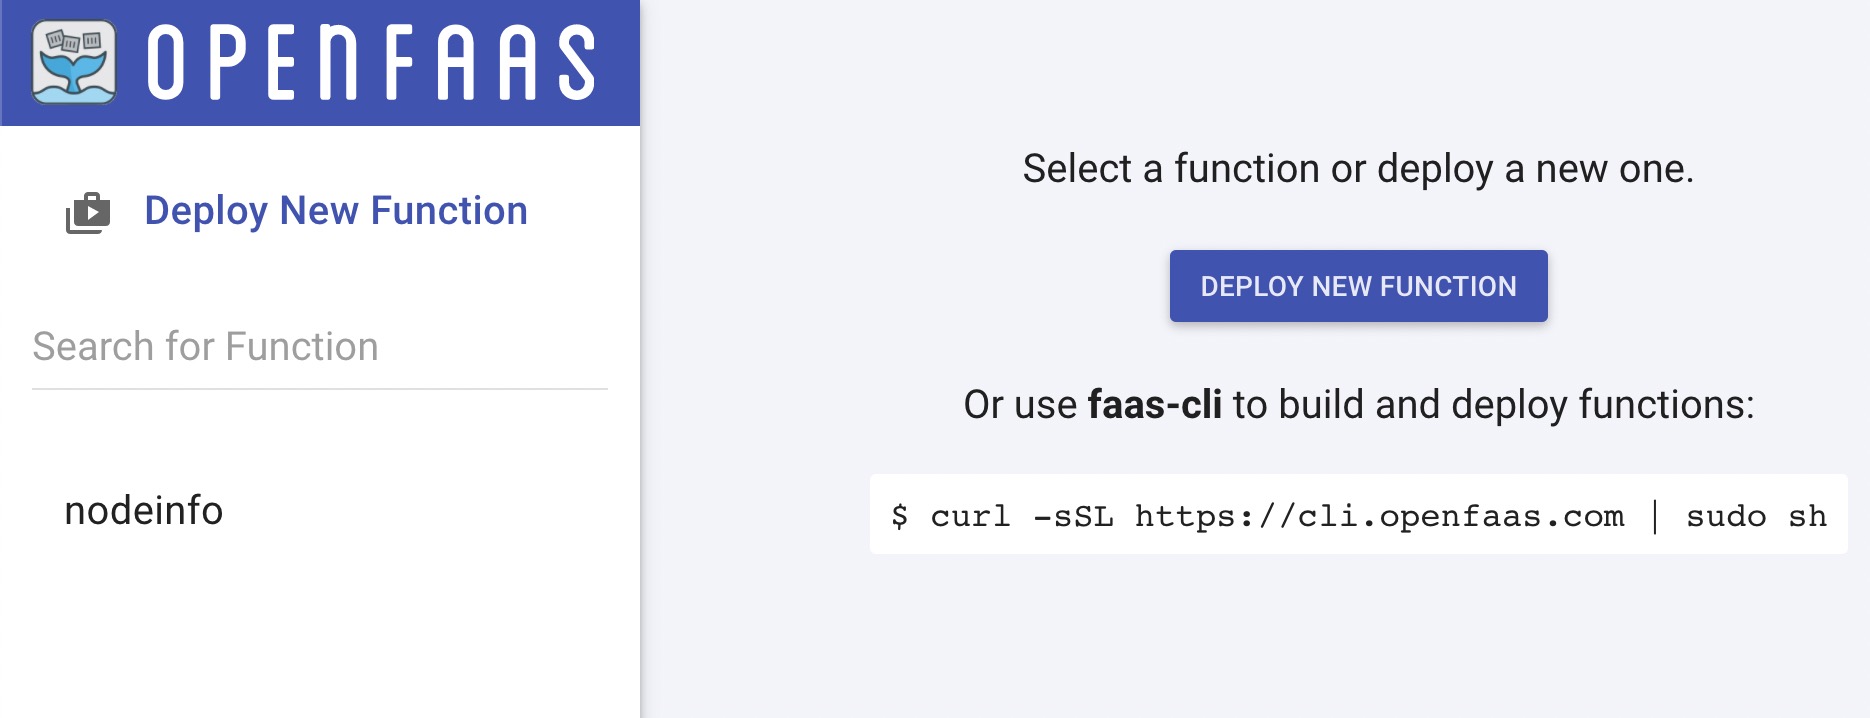 OPENFAAS
Deploy New Function
Search for Function
nodeinfo
Select a function or deploy a new one.
DEPLOY NEW FUNCTION
Or use faas-cli to build and deploy functions:
$ curl -sSL https://cli.openfaas.com | sudo sh